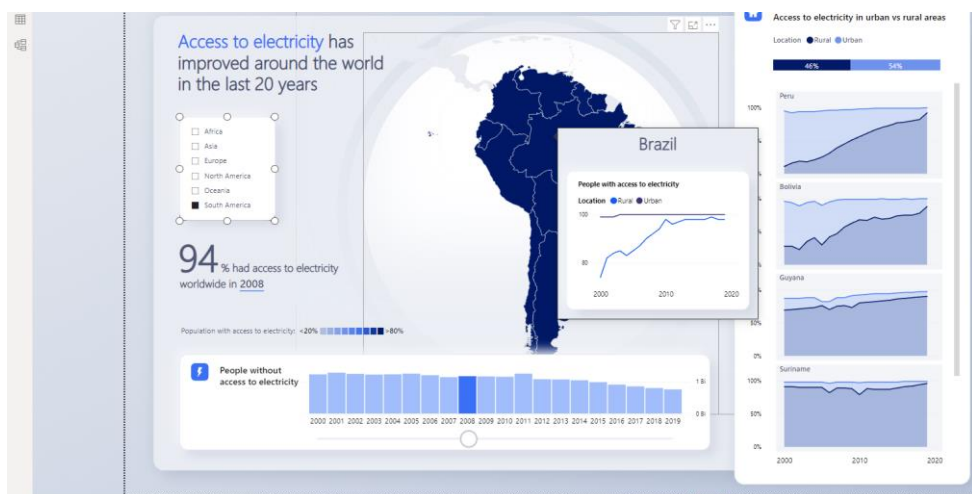 Access to electricity has
improved around the world
in the last 20 years
Africa
Asia
Europe
North America
Oceania
South America
94 % had access to electricity
worldwide in 2008
Population with access to electricity: <20% >80%
People without
access to electricity
1 Bi
0 Bi
2000 2001 2002 2003 2004 2005 2006 2007 2008 2009 2010 2011 2012 2013 2014 2015 2016 2017 2018 2019
Brazil
People with access to electricity
Location Rural Urban
100
80
2000 2010 2020
Access to electricity in urban vs rural areas
Location Rural Urban
46% 54%
Peru
100%
Bolivia
Guyana
50%
0%
Suriname
100%
50%
0%
2000 2010 2020